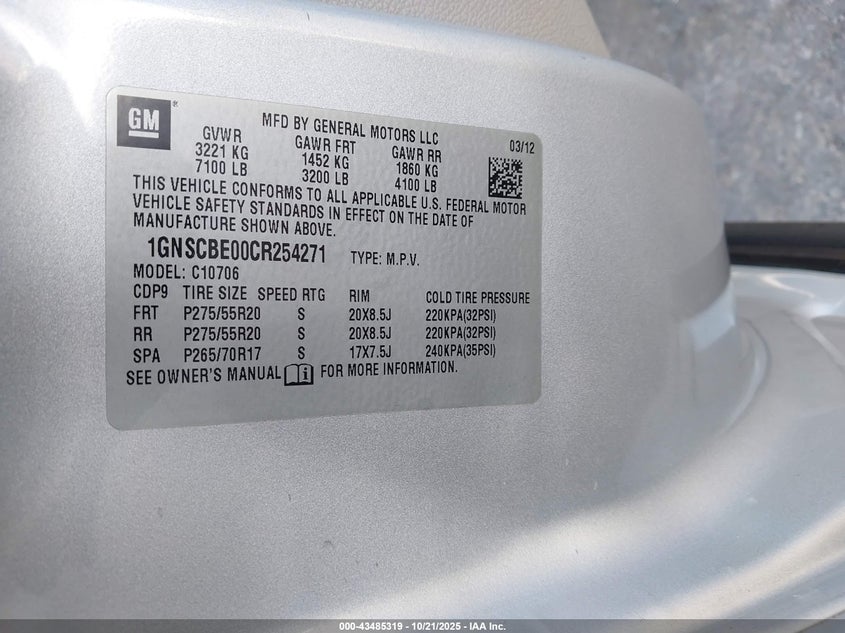 GM ®
MFD BY GENERAL MOTORS LLC
03/12
GVWR GAWR FRT GAWR RR
3221 KG 1452 KG 1860 KG
7100 LB 3200 LB 4100 LB
THIS VEHICLE CONFORMS TO ALL APPLICABLE U.S. FEDERAL MOTOR
VEHICLE SAFETY STANDARDS IN EFFECT ON THE DATE OF
MANUFACTURE SHOWN ABOVE.
1GNSCBE00CR254271 TYPE: M.P.V.
MODEL: C10706
CDP9 TIRE SIZE SPEED RTG RIM COLD TIRE PRESSURE
FRT P275/55R20 S 20X8.5J 220KPA(32PSI)
RR P275/55R20 S 20X8.5J 220KPA(32PSI)
SPA P265/70R17 S 17X7.5J 240KPA(35PSI)
SEE OWNER'S MANUAL i FOR MORE INFORMATION.
000-43485319 - 10/21/2025 - IAA Inc.